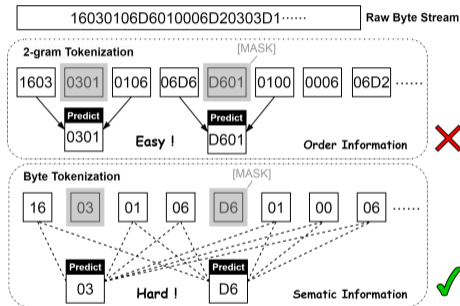 16030106D6010006D20303D1······ Raw Byte Stream
2-gram Tokenization [MASK]
1603 0301 0106 06D6 D601 0100 0006 06D2 ······
Predict Predict
0301 Easy ! D601 Order Information
Byte Tokenization [MASK]
16 03 01 06 D6 01 00 06 ······
Predict Predict
03 Hard ! D6 Sematic Information